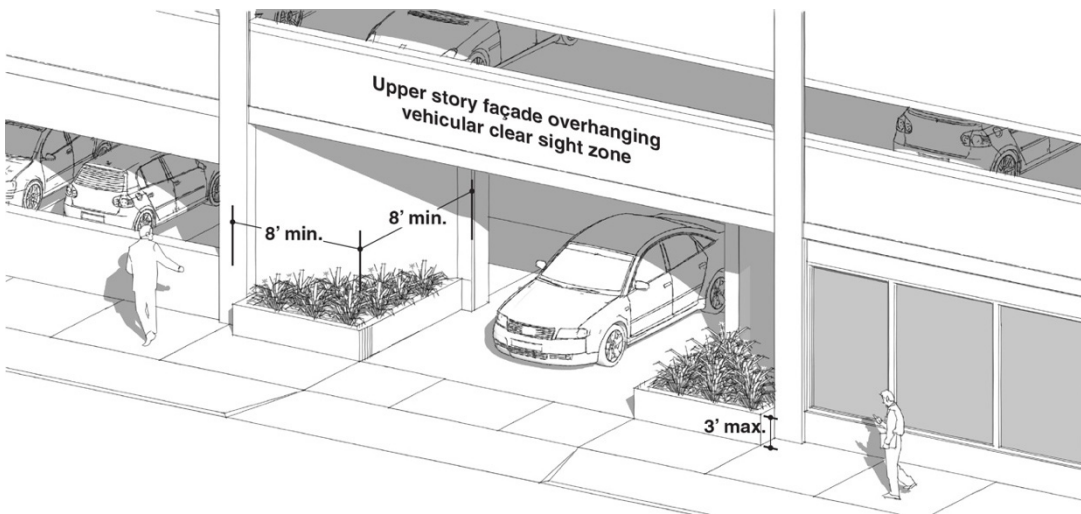 Upper story façade overhanging
vehicular clear sight zone
8’ min.
8’ min.
3’ max.